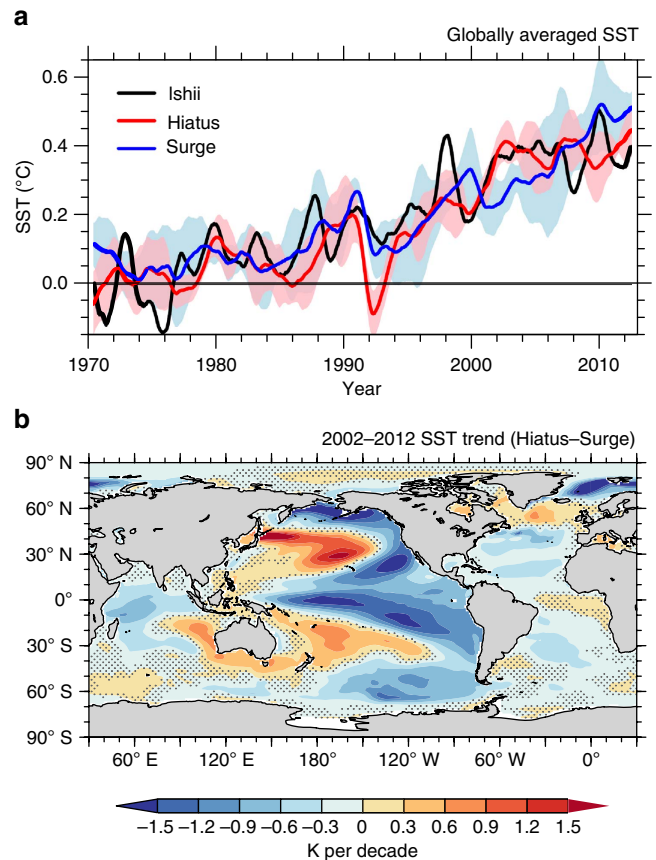 a
Globally averaged SST
0.6
0.4
0.2
0.0
SST (°C)
Ishii
Hiatus
Surge
1970 1980 1990 2000 2010
Year
b
2002–2012 SST trend (Hiatus–Surge)
90° N
60° N
30° N
0°
30° S
60° S
90° S
60° E 120° E 180° 120° W 60° W 0°
−1.5 −1.2 −0.9 −0.6 −0.3 0 0.3 0.6 0.9 1.2 1.5
K per decade